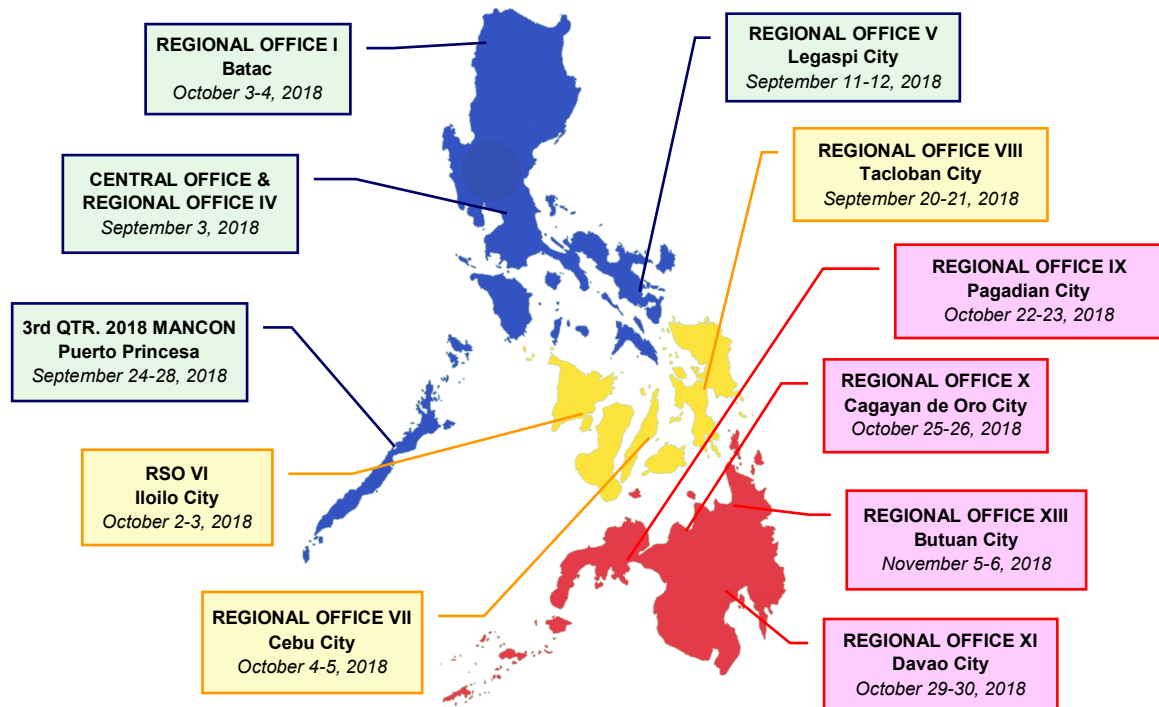 REGIONAL OFFICE I
Batac
October 3-4, 2018
REGIONAL OFFICE V
Legaspi City
September 11-12, 2018
CENTRAL OFFICE &
REGIONAL OFFICE IV
September 3, 2018
REGIONAL OFFICE VIII
Tacloban City
September 20-21, 2018
REGIONAL OFFICE IX
Pagadian City
October 22-23, 2018
3rd QTR. 2018 MANCON
Puerto Princesa
September 24-28, 2018
REGIONAL OFFICE X
Cagayan de Oro City
October 25-26, 2018
RSO VI
Iloilo City
October 2-3, 2018
REGIONAL OFFICE XIII
Butuan City
November 5-6, 2018
REGIONAL OFFICE VII
Cebu City
October 4-5, 2018
REGIONAL OFFICE XI
Davao City
October 29-30, 2018